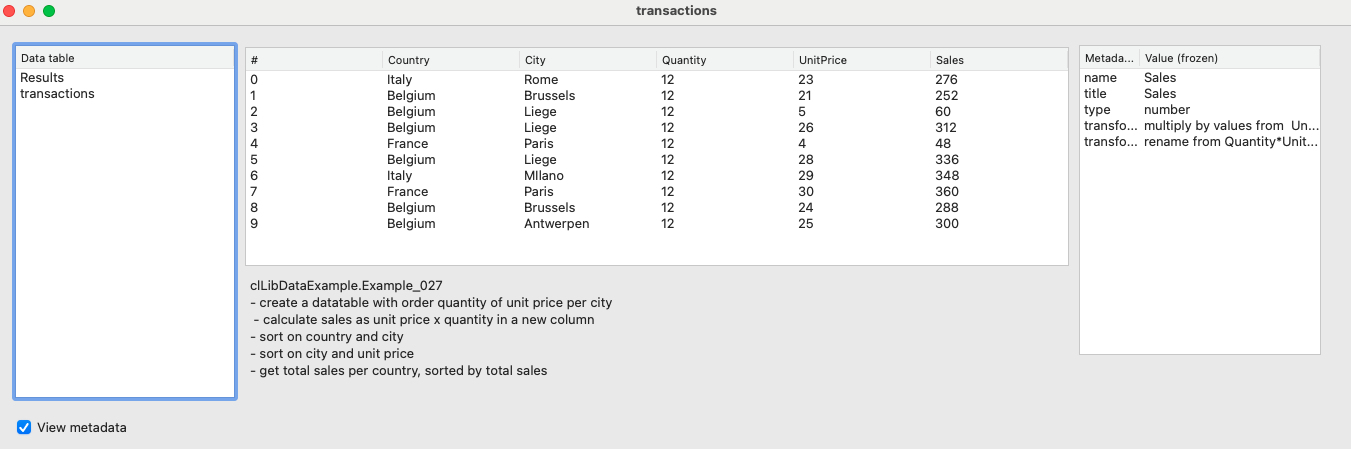 transactions
Data table
Results
transactions
# Country City Quantity UnitPrice Sales
0 Italy Rome 12 23 276
1 Belgium Brussels 12 21 252
2 Belgium Liege 12 5 60
3 Belgium Liege 12 26 312
4 France Paris 12 4 48
5 Belgium Liege 12 28 336
6 Italy MIlano 12 29 348
7 France Paris 12 30 360
8 Belgium Brussels 12 24 288
9 Belgium Antwerpen 12 25 300
clLibDataExample.Example_027
- create a datatable with order quantity of unit price per city
- calculate sales as unit price x quantity in a new column
- sort on country and city
- sort on city and unit price
- get total sales per country, sorted by total sales
Metada... Value (frozen)
name Sales
title Sales
type number
transfo... multiply by values from Un...
transfo... rename from Quantity*Unit...
View metadata